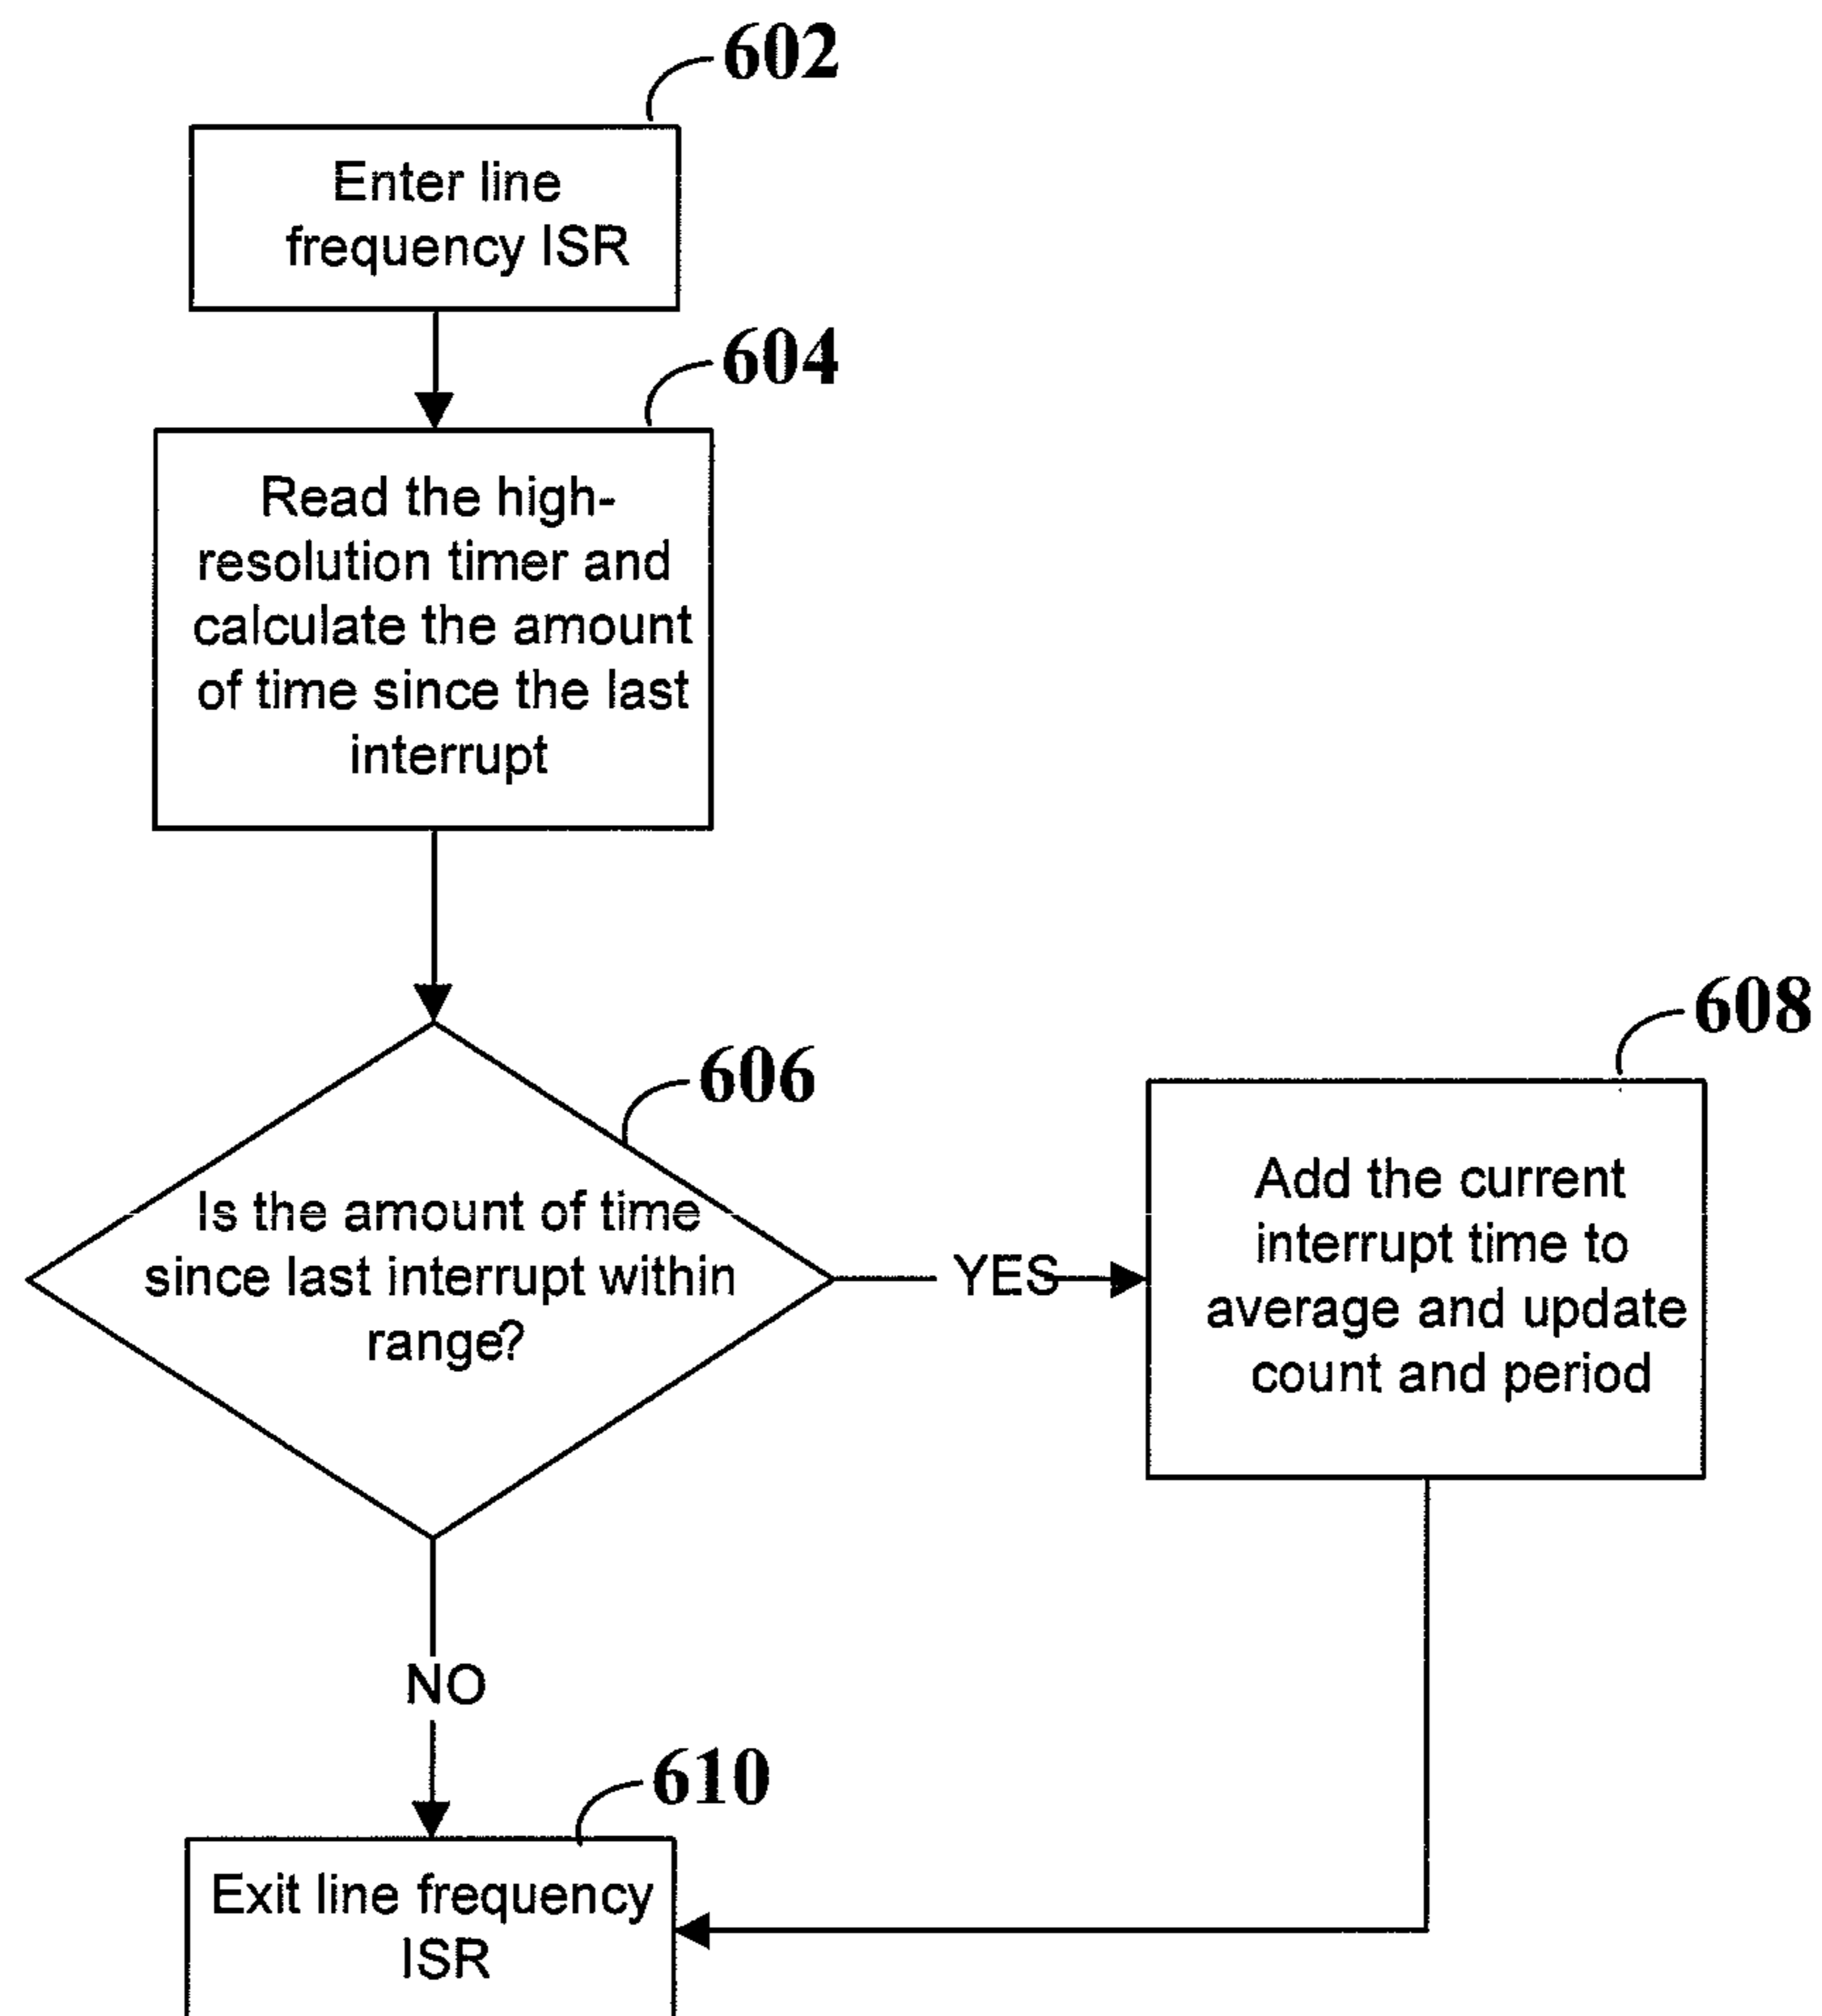 602
Enter line
frequency ISR
604
Read the high-
resolution timer and
calculate the amount
of time since the last
interrupt
606
Is the amount of time
since last interrupt within
range?
YES
608
Add the current
interrupt time to
average and update
count and period
NO
610
Exit line frequency
ISR